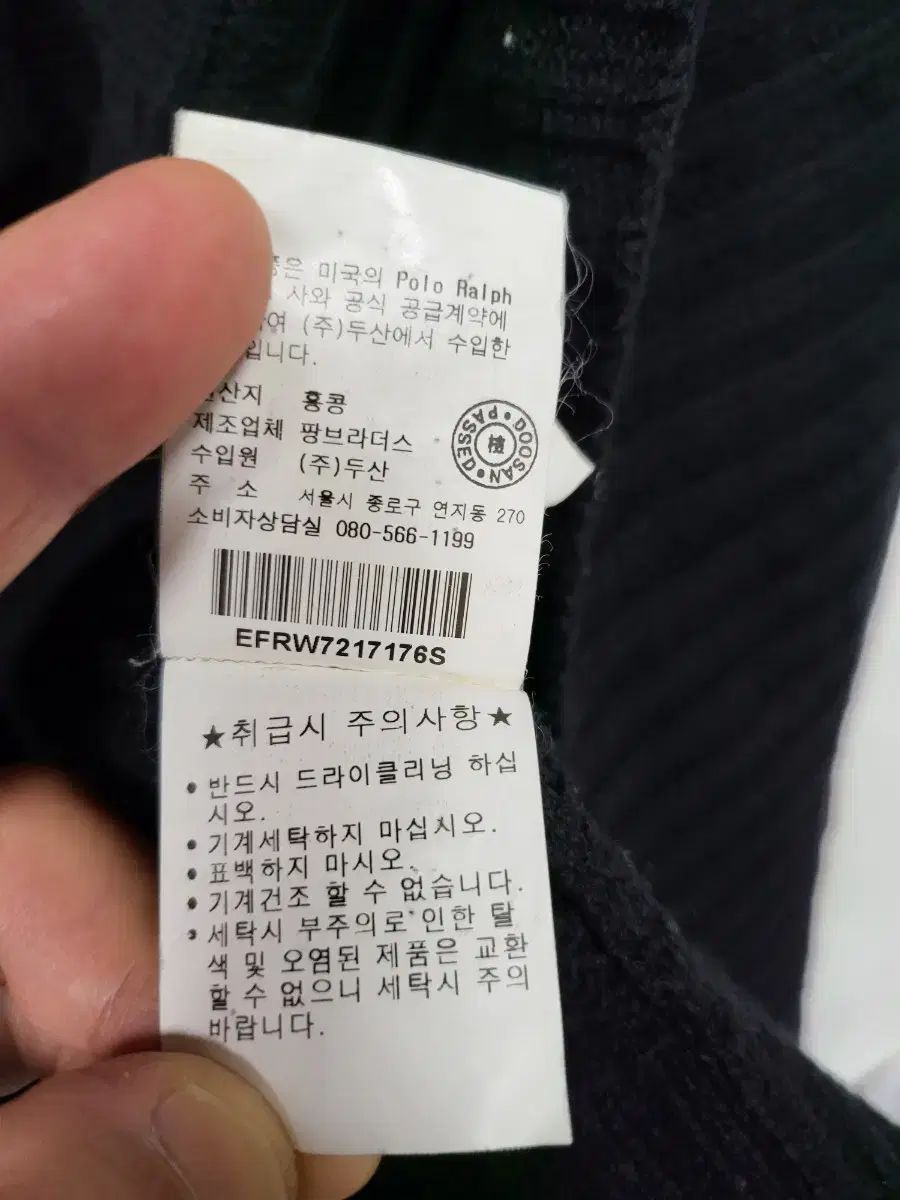 미국의 Polo Ralph
사와 공식 공급계약에
(주)두산에서 수입한
입니다.
홍콩
제조업체 팡브라더스
수입원 (주)두산
주 소 서울시 종로구 연지동 270
소비자상담실 080-566-1199
DOOSAN PASSED
檢
EFRW7217176S
★취급시 주의사항★
• 반드시 드라이클리닝 하십
시오.
• 기계세탁하지 마십시오.
• 표백하지 마시오.
• 기계건조 할 수 없습니다.
• 세탁시 부주의로 인한 탈
색 및 오염된 제품은 교환
할 수 없으니 세탁시 주의
바랍니다.